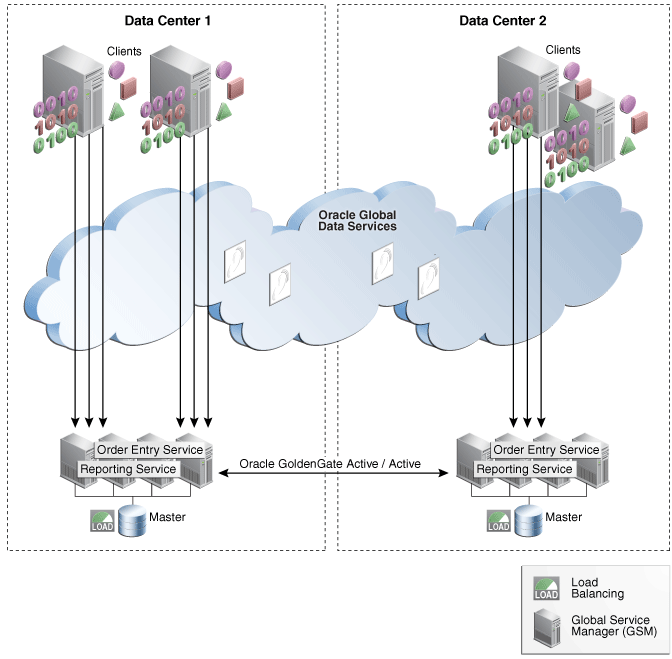 Data Center 1
Data Center 2
Clients
Clients
0010
1010
0100
0010
1010
0100
0010
1010
0100
0010
1010
0100
Oracle Global
Data Services
Order Entry Service
Reporting Service
Oracle GoldenGate Active / Active
Order Entry Service
Reporting Service
LOAD
Master
LOAD
Master
LOAD
Load
Balancing
Global Service
Manager (GSM)